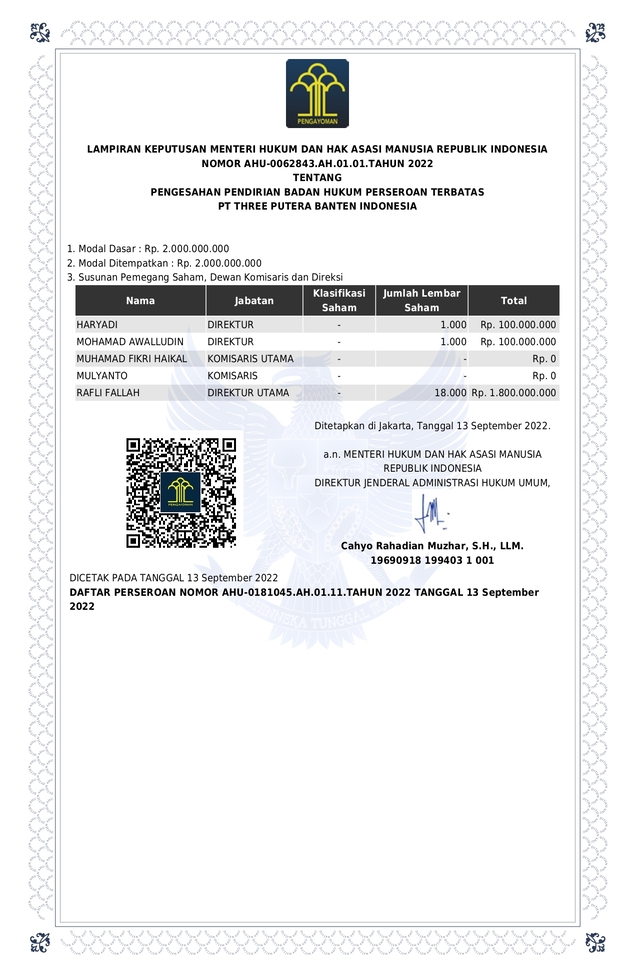 PENGAYOMAN
LAMPIRAN KEPUTUSAN MENTERI HUKUM DAN HAK ASASI MANUSIA REPUBLIK INDONESIA
NOMOR AHU-0062843.AH.01.01.TAHUN 2022
TENTANG
PENGESAHAN PENDIRIAN BADAN HUKUM PERSEROAN TERBATAS
PT THREE PUTERA BANTEN INDONESIA
1. Modal Dasar : Rp. 2.000.000.000
2. Modal Ditempatkan : Rp. 2.000.000.000
3. Susunan Pemegang Saham, Dewan Komisaris dan Direksi
Nama Jabatan Klasifikasi Saham Jumlah Lembar Saham Total
HARYADI DIREKTUR - 1.000 Rp. 100.000.000
MOHAMAD AWALLUDIN DIREKTUR - 1.000 Rp. 100.000.000
MUHAMAD FIKRI HAIKAL KOMISARIS UTAMA - - Rp. 0
MULYANTO KOMISARIS - - Rp. 0
RAFLI FALLAH DIREKTUR UTAMA - 18.000 Rp. 1.800.000.000
Ditetapkan di Jakarta, Tanggal 13 September 2022.
a.n. MENTERI HUKUM DAN HAK ASASI MANUSIA
REPUBLIK INDONESIA
DIREKTUR JENDERAL ADMINISTRASI HUKUM UMUM,
PENGAYOMAN
Cahyo Rahadian Muzhar, S.H., LLM.
19690918 199403 1 001
DICETAK PADA TANGGAL 13 September 2022
DAFTAR PERSEROAN NOMOR AHU-0181045.AH.01.11.TAHUN 2022 TANGGAL 13 September
2022